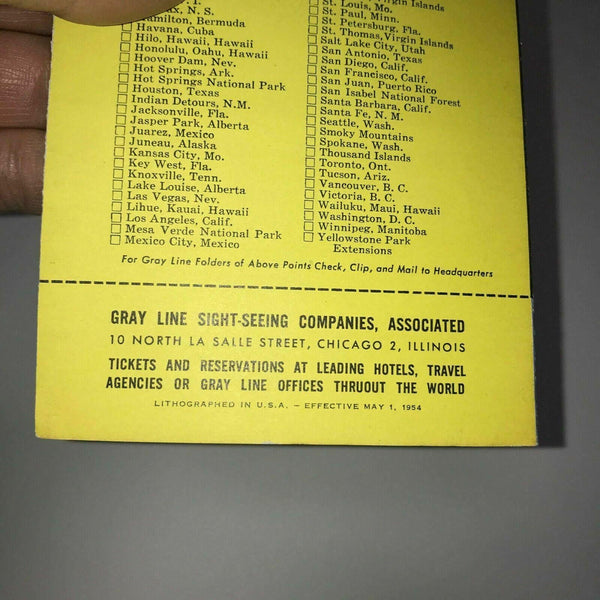 N. S.
Hamilton, Bermuda
Havana, Cuba
Hilo, Hawaii, Hawaii
Honolulu, Oahu, Hawaii
Hoover Dam, Nev.
Hot Springs, Ark.
Hot Springs National Park
Houston, Texas
Indian Detours, N.M.
Jacksonville, Fla.
Jasper Park, Alberta
Juarez, Mexico
Juneau, Alaska
Kansas City, Mo.
Key West, Fla.
Knoxville, Tenn.
Lake Louise, Alberta
Las Vegas, Nev.
Lihue, Kauai, Hawaii
Los Angeles, Calif.
Mesa Verde National Park
Mexico City, Mexico
Virgin Islands
St. Louis, Mo.
St. Paul, Minn.
St. Petersburg, Fla.
St. Thomas, Virgin Islands
Salt Lake City, Utah
San Antonio, Texas
San Diego, Calif.
San Francisco, Calif.
San Juan, Puerto Rico
San Isabel National Forest
Santa Barbara, Calif.
Santa Fe, N. M.
Seattle, Wash.
Smoky Mountains
Spokane, Wash.
Thousand Islands
Toronto, Ont.
Tucson, Ariz.
Vancouver, B. C.
Victoria, B. C.
Wailuku, Maui, Hawaii
Washington, D. C.
Winnipeg, Manitoba
Yellowstone Park
Extensions
For Gray Line Folders of Above Points Check, Clip, and Mail to Headquarters
GRAY LINE SIGHT-SEEING COMPANIES, ASSOCIATED
10 NORTH LA SALLE STREET, CHICAGO 2, ILLINOIS
TICKETS AND RESERVATIONS AT LEADING HOTELS, TRAVEL
AGENCIES OR GRAY LINE OFFICES THRUOUT THE WORLD
LITHOGRAPHED IN U.S.A. — EFFECTIVE MAY 1, 1954